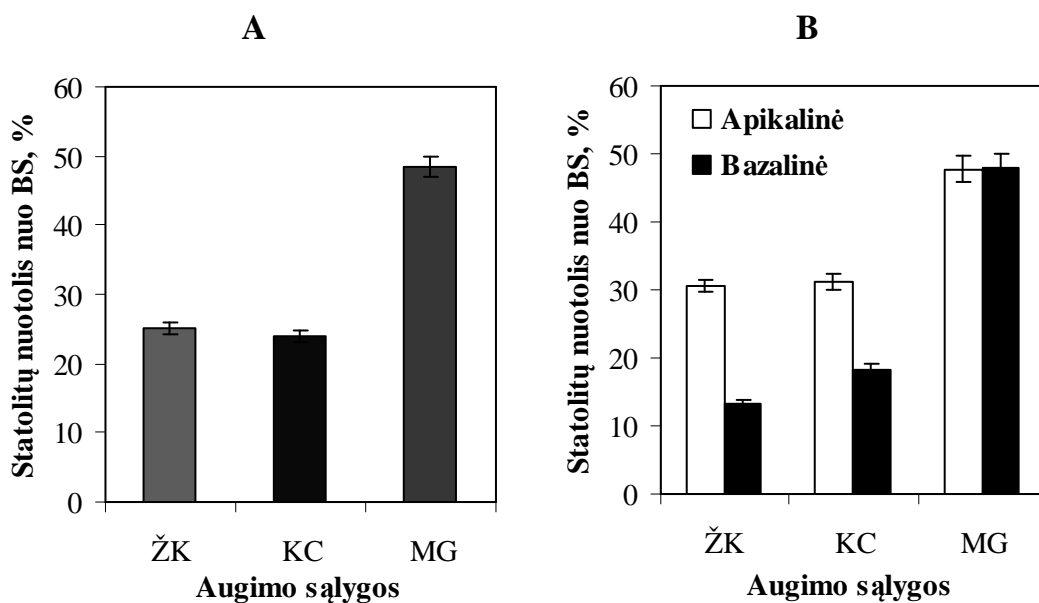 A
Statolitų nuotolis nuo BS, %
60
50
40
30
20
10
0
ŽK KC MG
Augimo sąlygos
B
Statolitų nuotolis nuo BS, %
60
50
40
30
20
10
0
Apikalinė
Bazalinė
ŽK KC MG
Augimo sąlygos